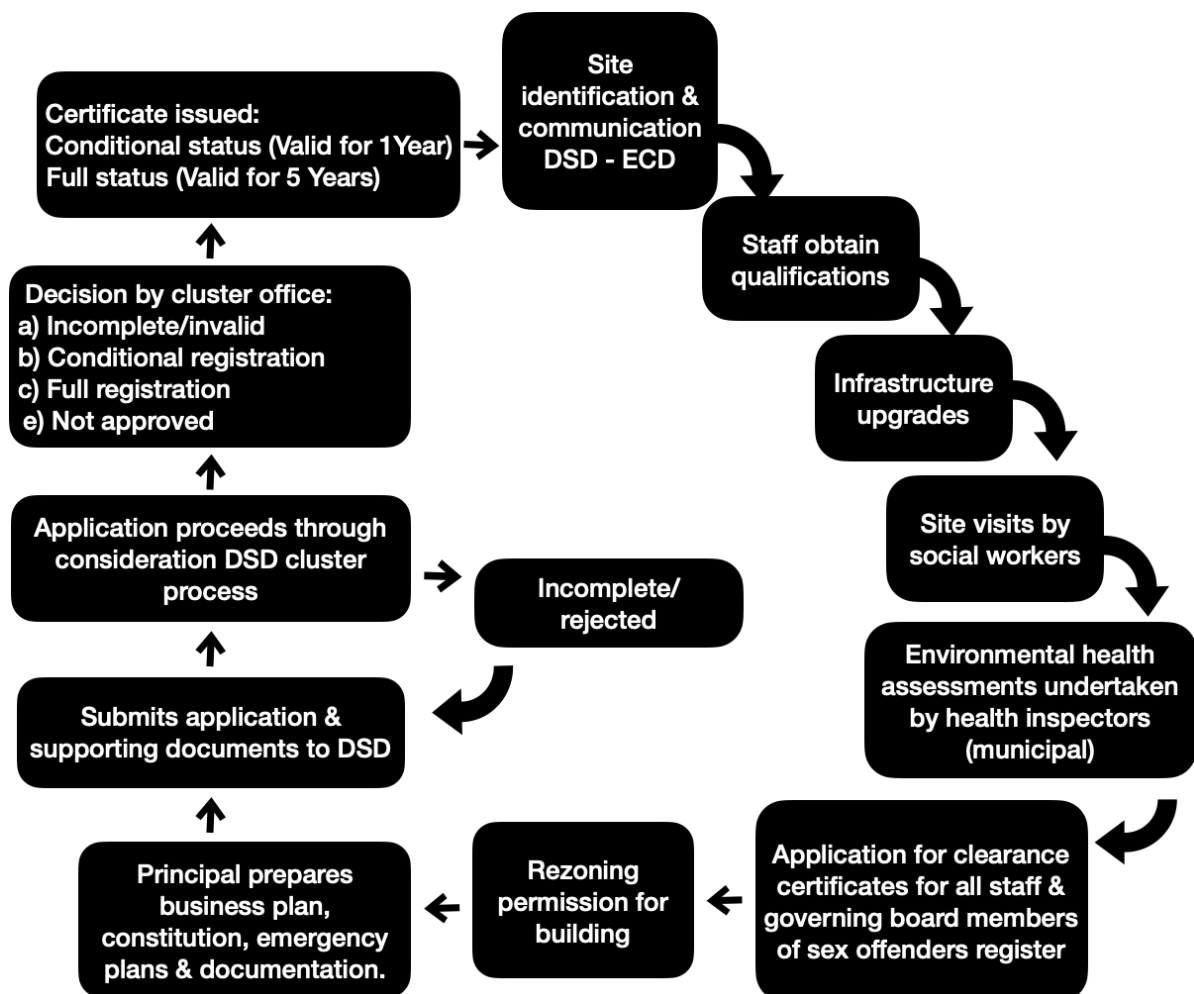 Site
identification &
communication
DSD - ECD
Staff obtain
qualifications
Infrastructure
upgrades
Site visits by
social workers
Environmental health
assessments undertaken
by health inspectors
(municipal)
Application for clearance
certificates for all staff &
governing board members
of sex offenders register
Rezoning
permission for
building
Principal prepares
business plan,
constitution, emergency
plans & documentation.
Submits application &
supporting documents to DSD
Application proceeds through
consideration DSD cluster
process
Incomplete/
rejected
Decision by cluster office:
a) Incomplete/invalid
b) Conditional registration
c) Full registration
e) Not approved
Certificate issued:
Conditional status (Valid for 1Year)
Full status (Valid for 5 Years)